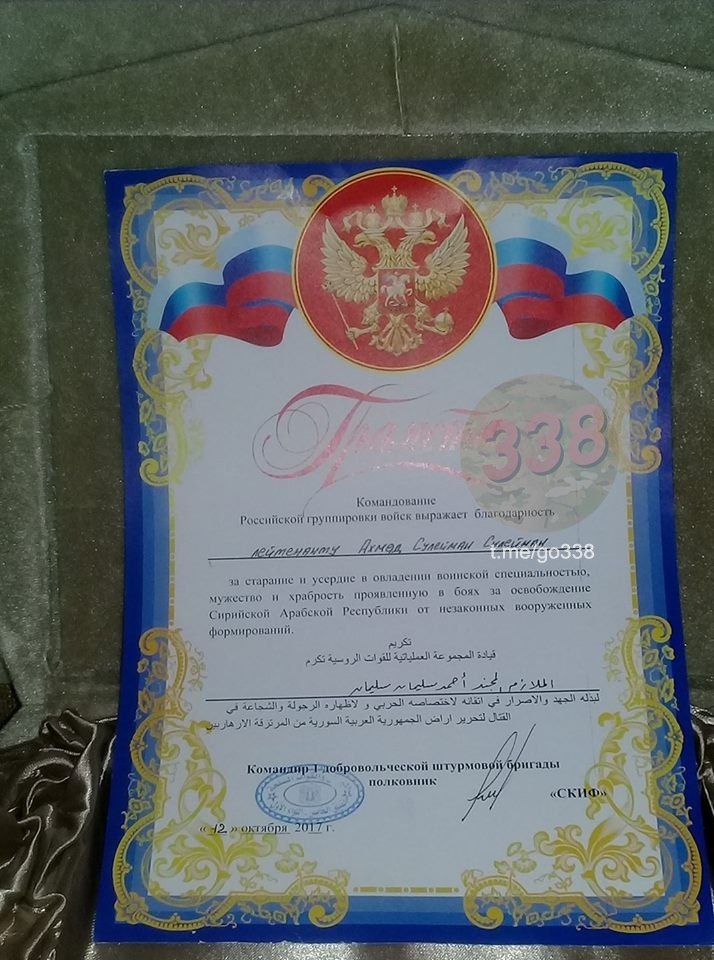 Грамота
338
Командование
Российской группировки войск выражает благодарность
лейтенанту Ахмед Сулейман Сулейман
t.me/go338
за старание и усердие в овладении воинской специальностью,
мужество и храбрость проявленную в боях за освобождение
Сирийской Арабской Республики от незаконных вооруженных
формирований.
تكريم
قيادة المجموعة العملياتية للقوات الروسية تكرم
الملازم المجند أحمد سليمان سليمان
لبذله الجهد والاصرار في اتقانه لاختصاصه الحربي و لاظهاره الرجولة والشجاعة في
القتال لتحرير اراض الجمهورية العربية السورية من المرتزقة الارهاربين
Командир 1 добровольческой штурмовой бригады
полковник
«СКИФ»
« 12 » октября 2017 г.